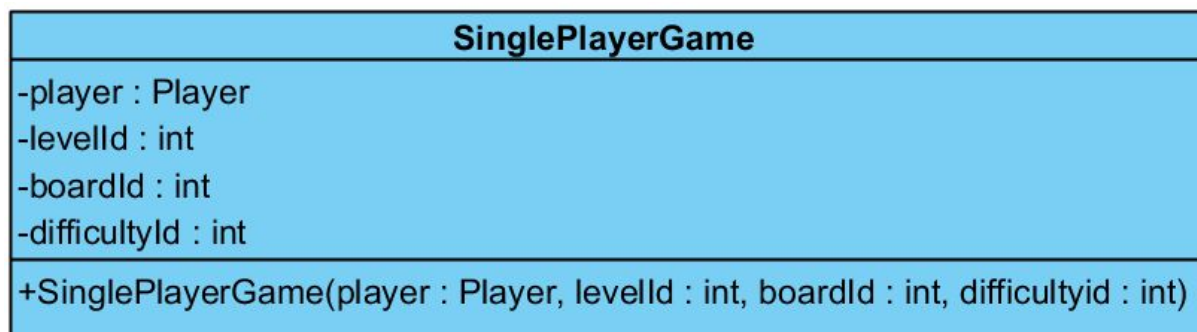 SinglePlayerGame
-player : Player
-levelId : int
-boardId : int
-difficultyId : int
+SinglePlayerGame(player : Player, levelId : int, boardId : int, difficultyid : int)